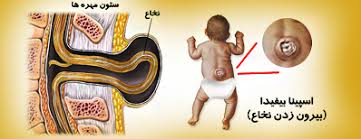 ستون مهره ها
نخاع
اسپینا بیفیدا
(بیرون زدن نخاع)